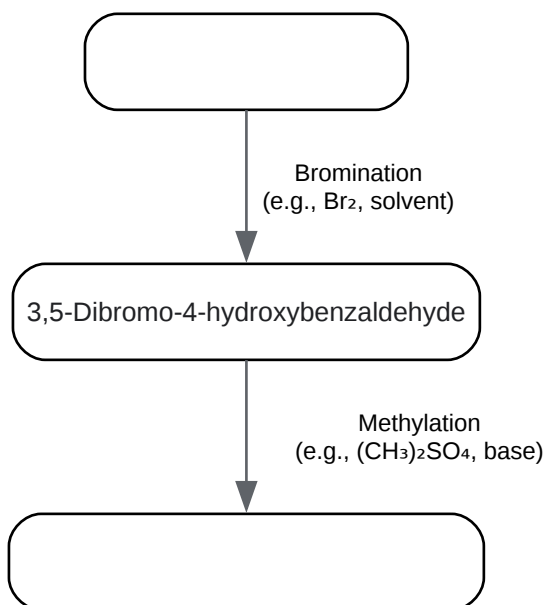 Bromination
(e.g., Br₂, solvent)
3,5-Dibromo-4-hydroxybenzaldehyde
Methylation
(e.g., (CH₃)₂SO₄, base)